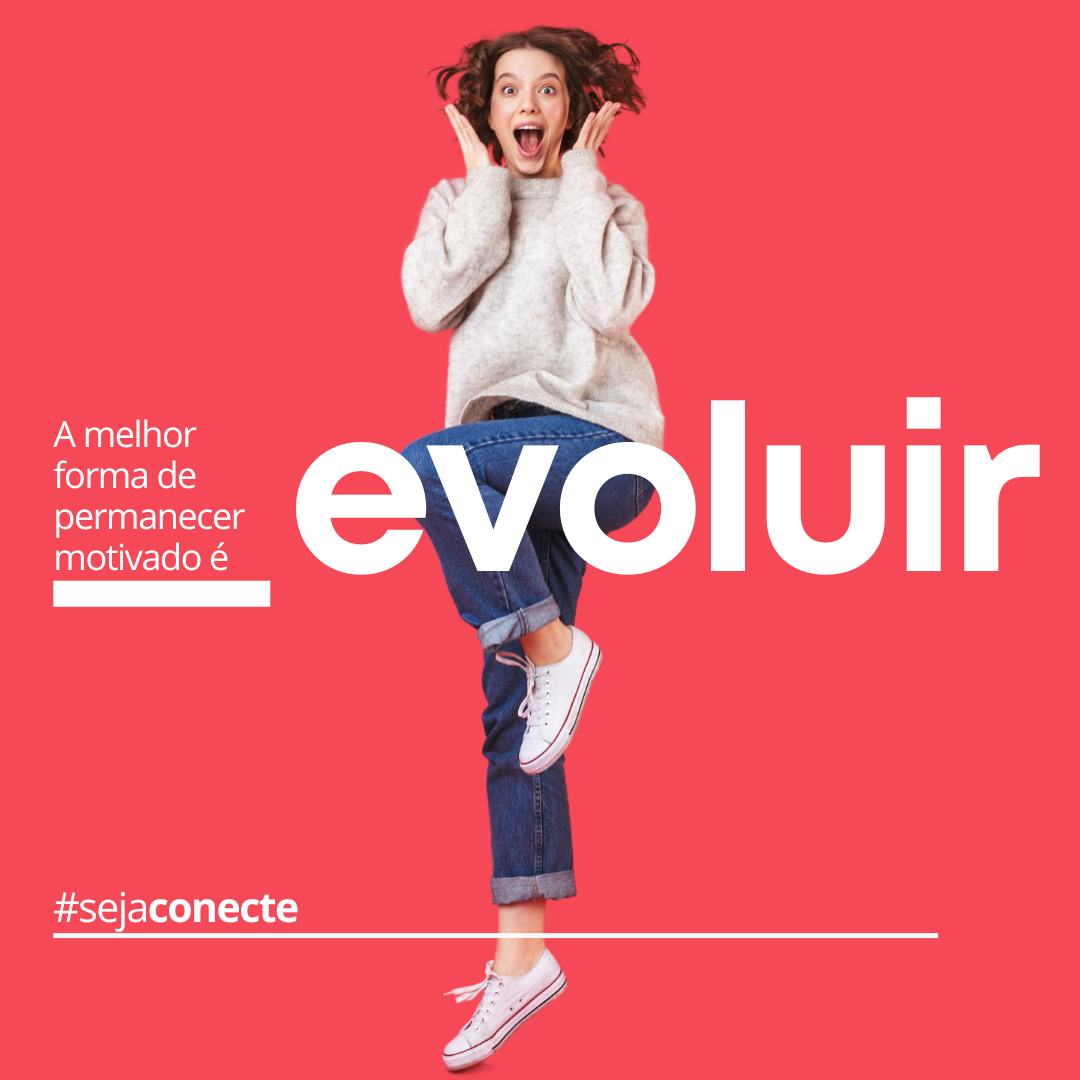 A melhor
forma de
permanecer
motivado é
evoluir
#sejaconecte